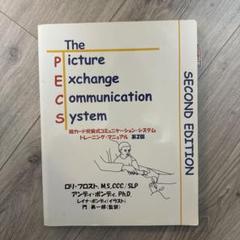 The
Picture
Exchange
Communication
System
絵カード交換式コミュニケーション・システム
トレーニング・マニュアル 第2版
SECOND EDITION
ロリ・フロスト、M.S,CCC/SLP
アンディ・ボンディ、Ph.D.
レイナ・ボンディ(イラスト)
門 眞一郎(監訳)